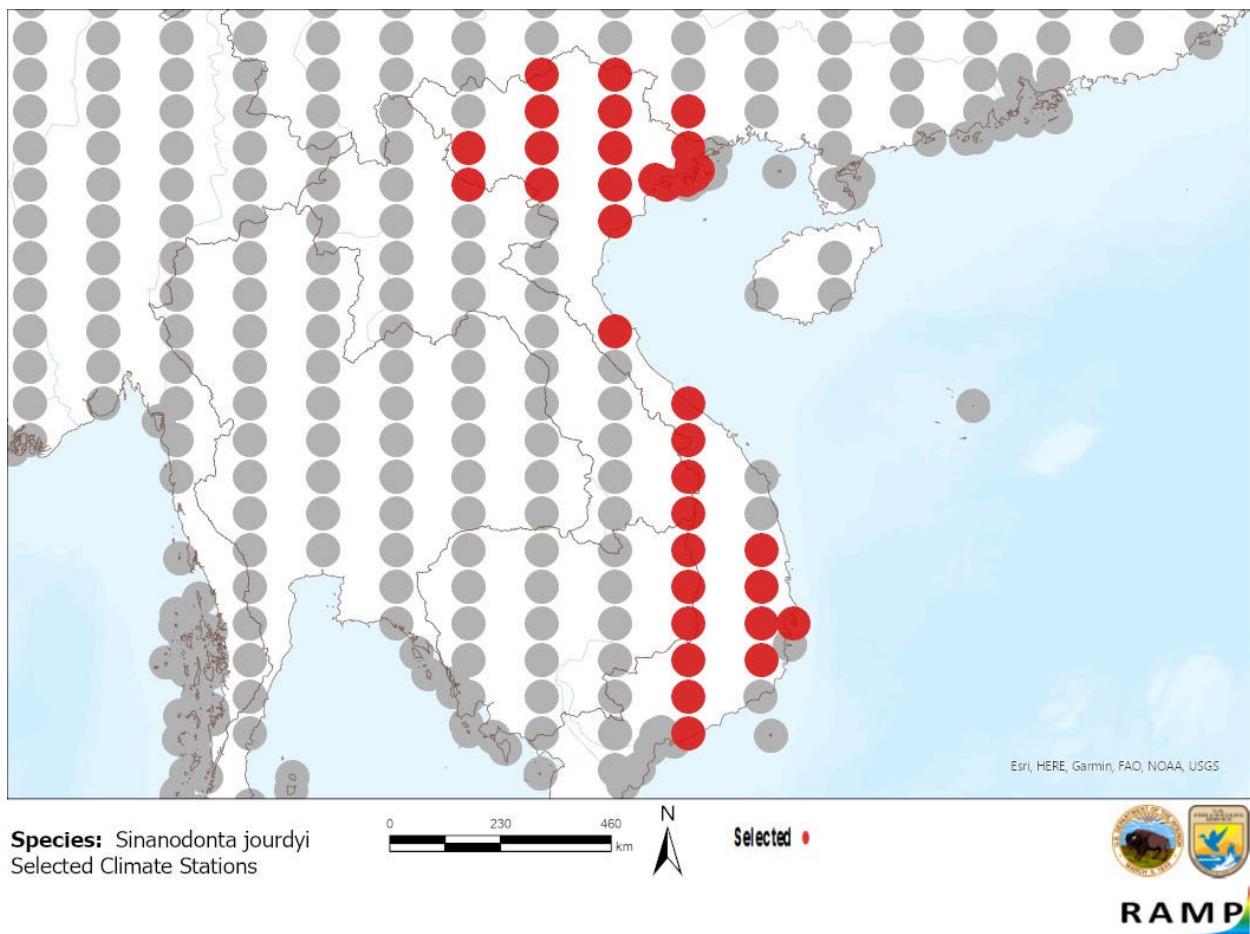 Esri, HERE, Garmin, FAO, NOAA, USGS
Species: Sinanodonta jourdyi
Selected Climate Stations
0 230 460
km
N
Selected
RAMP